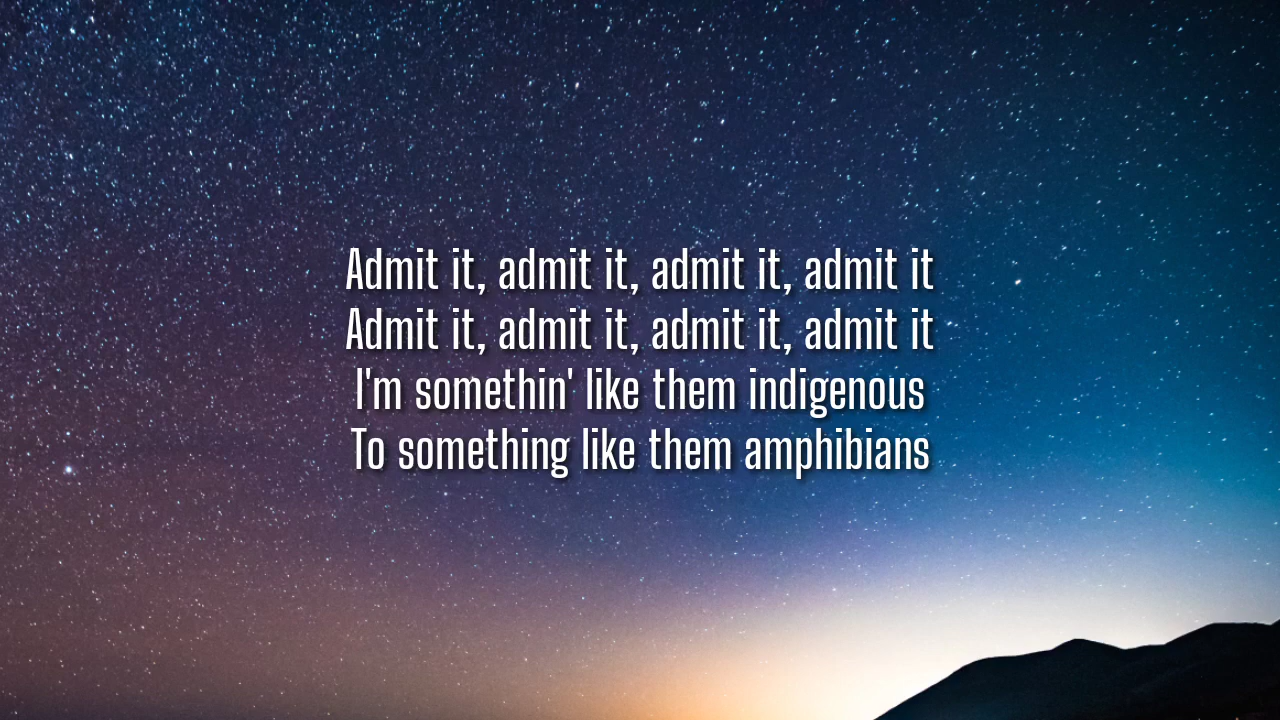 Admit it, admit it, admit it, admit it
Admit it, admit it, admit it, admit it
I'm somethin' like them indigenous
To something like them amphibians